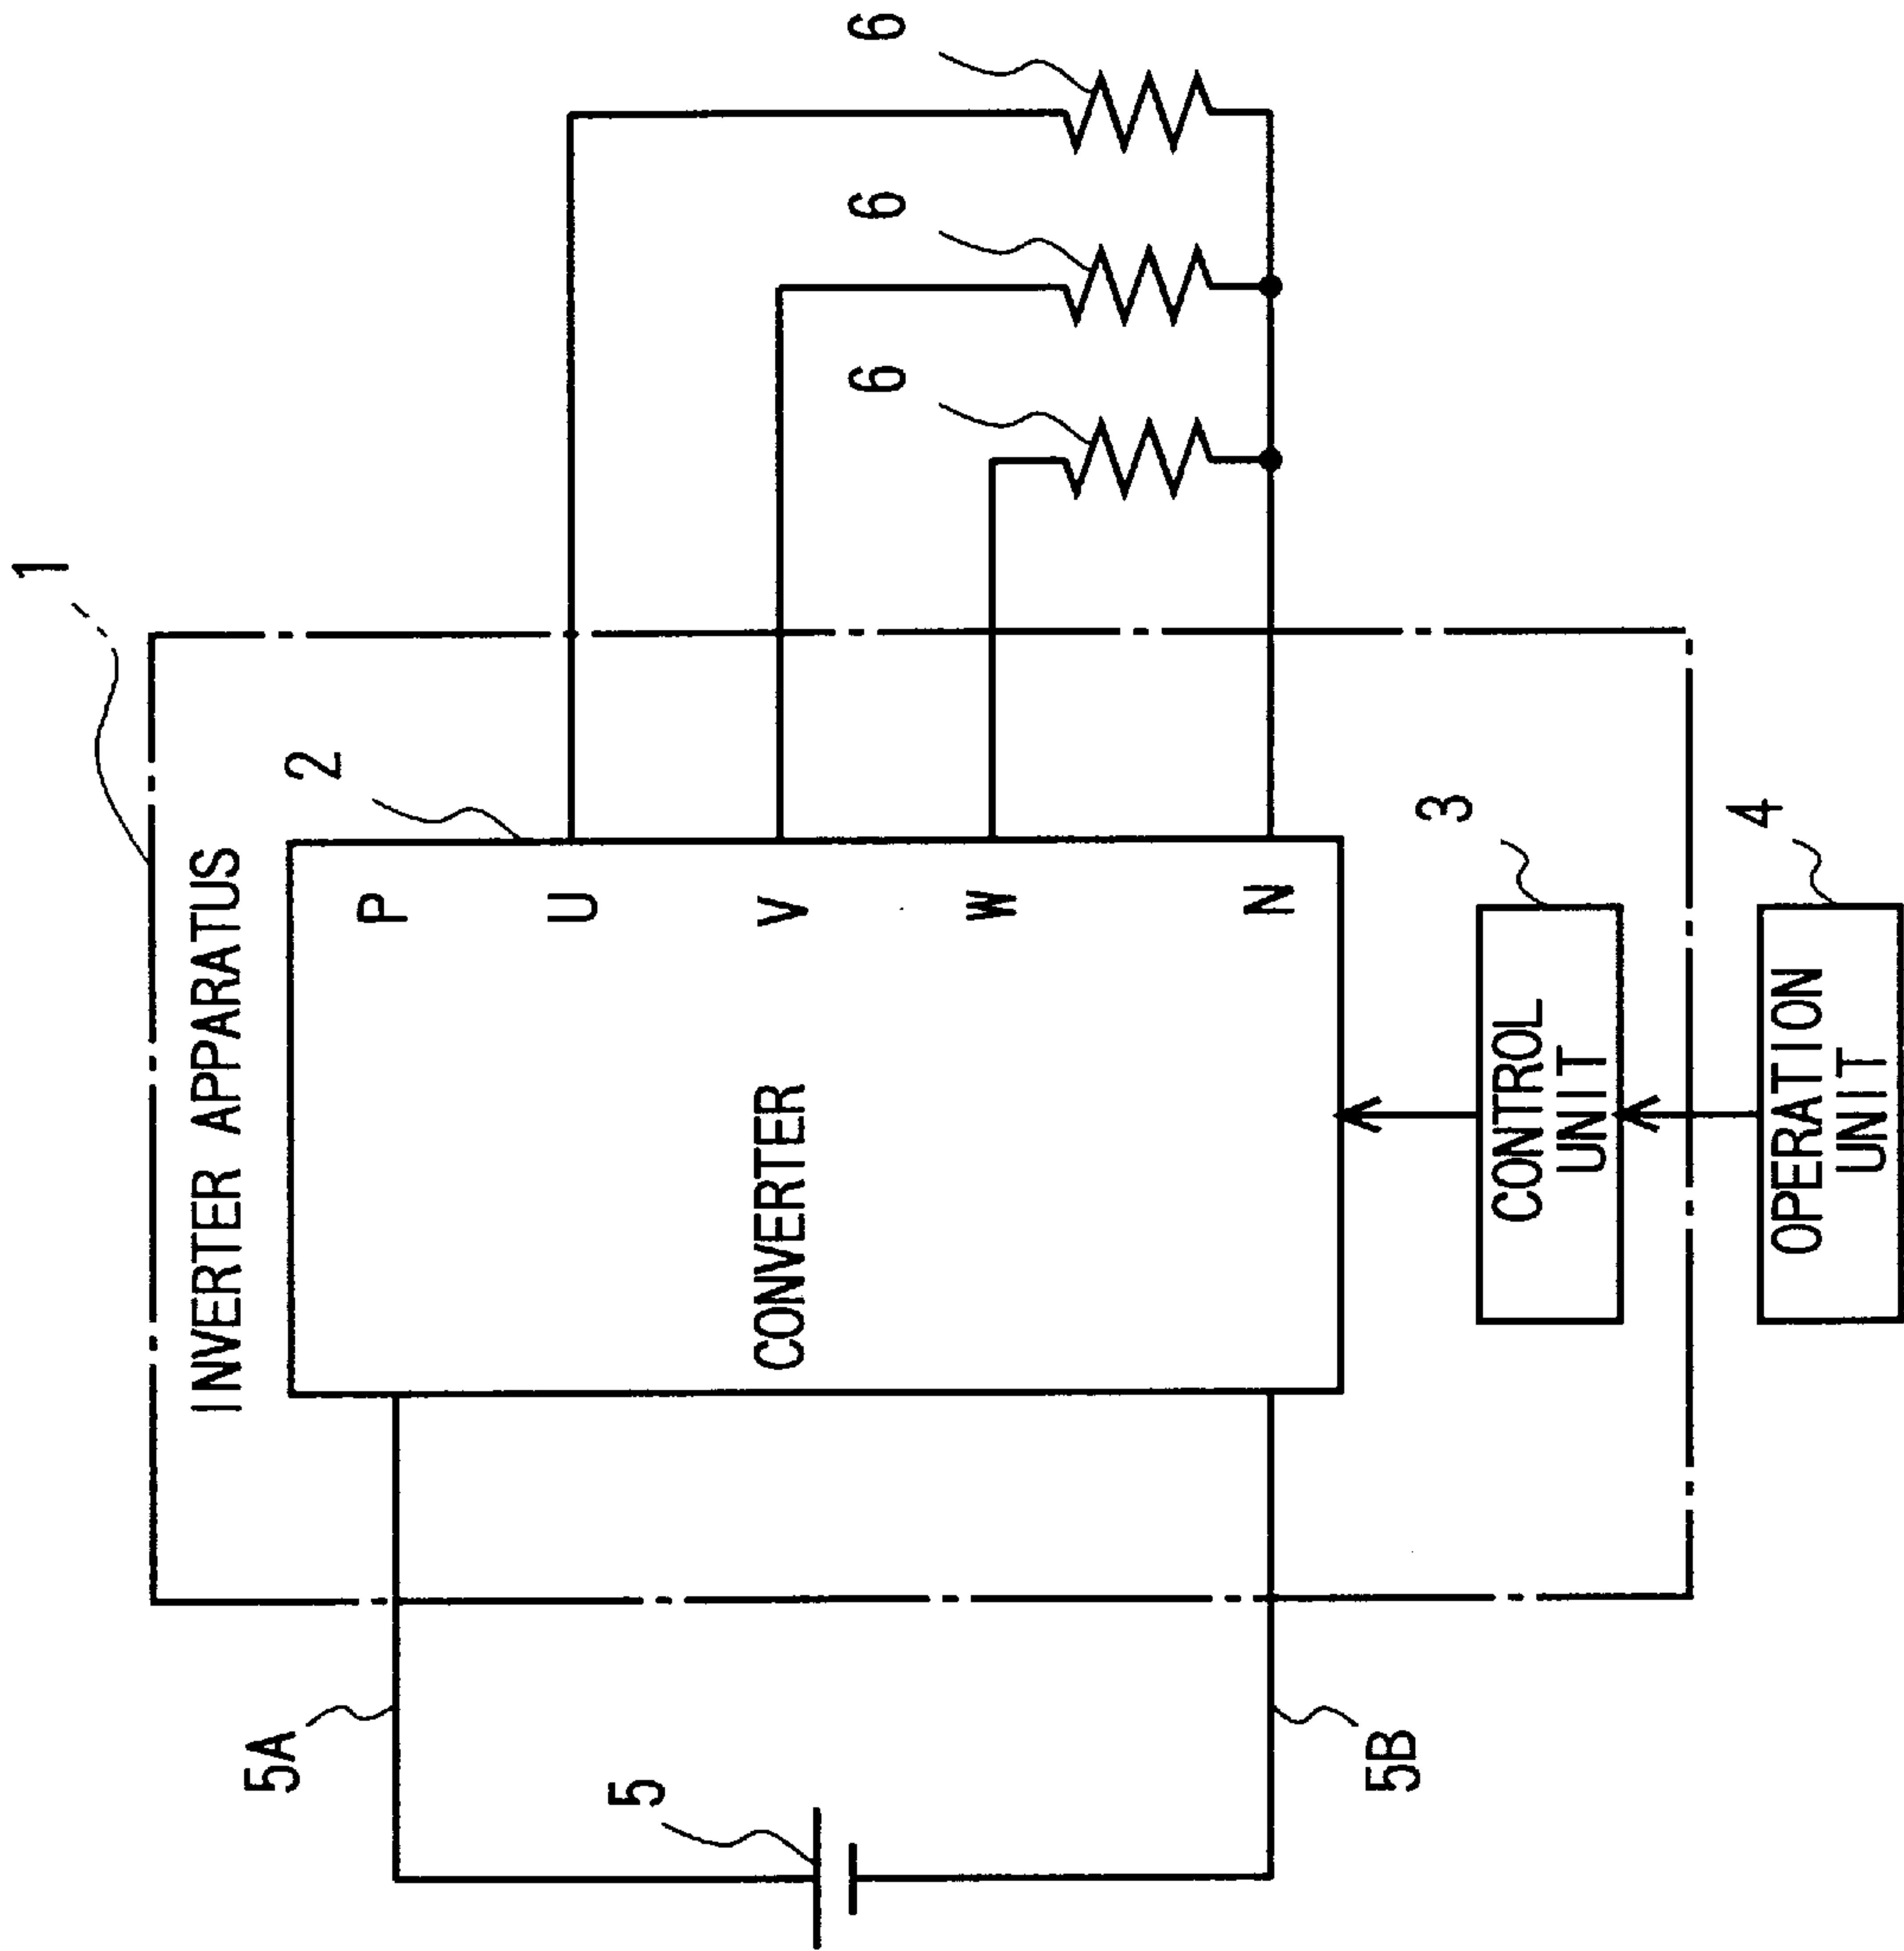 1
INVERTER APPARATUS
5A
2
P
U
5
CONVERTER
V
6
6
6
W
N
5B
3
CONTROL
UNIT
4
OPERATION
UNIT